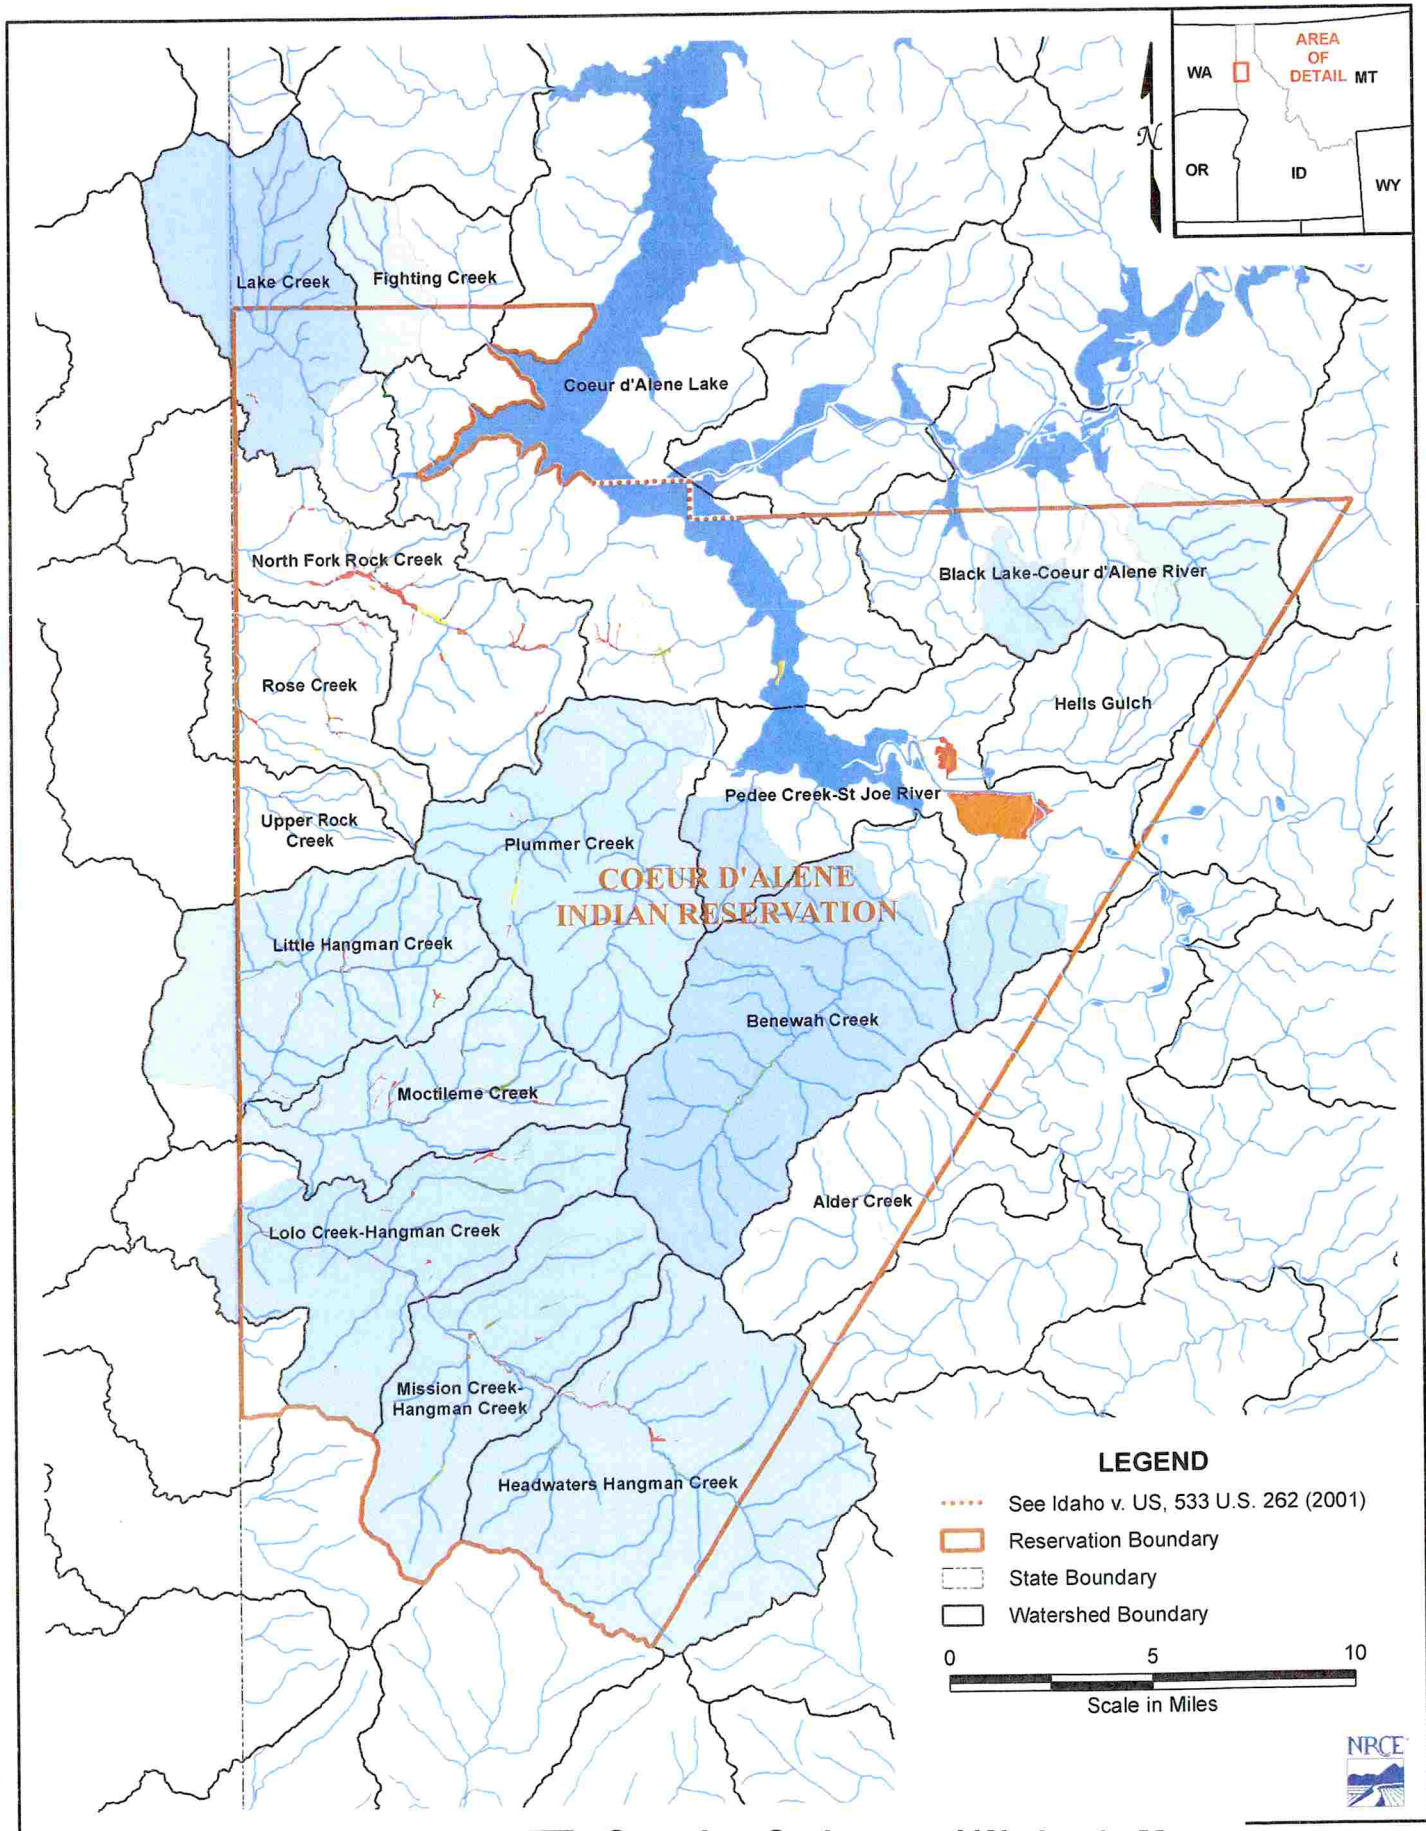 AREA
OF
DETAIL
WA
MT
N
OR
ID
WY
Lake Creek
Fighting Creek
Coeur d'Alene Lake
North Fork Rock Creek
Black Lake-Coeur d'Alene River
Rose Creek
Hells Gulch
Pedee Creek-St Joe River
Upper Rock
Creek
Plummer Creek
COEUR D'ALENE
INDIAN RESERVATION
Little Hangman Creek
Benewah Creek
Moctileme Creek
Alder Creek
Lolo Creek-Hangman Creek
Mission Creek-
Hangman Creek
Headwaters Hangman Creek
LEGEND
See Idaho v. US, 533 U.S. 262 (2001)
Reservation Boundary
State Boundary
Watershed Boundary
0 5 10
Scale in Miles
NRCE